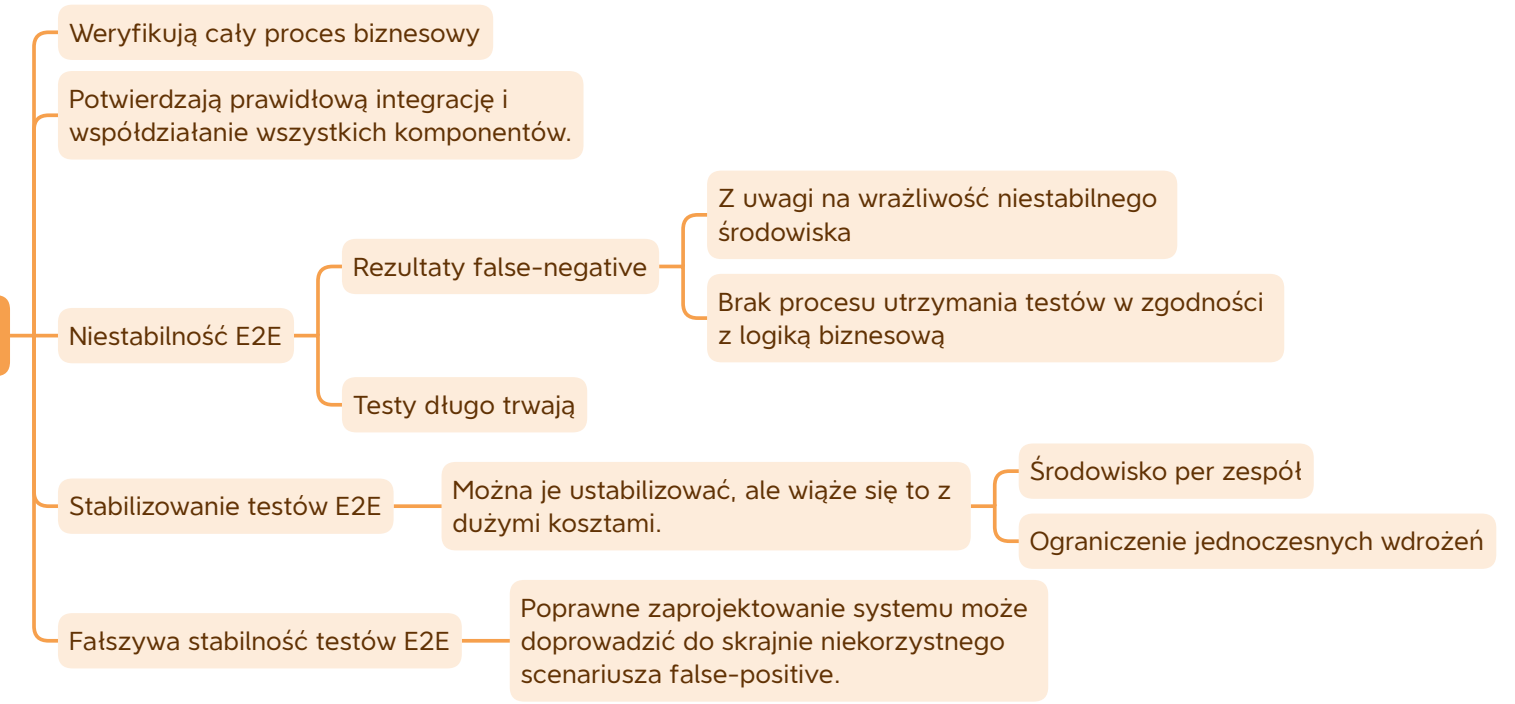 Weryfikują cały proces biznesowy
Potwierdzają prawidłową integrację i
współdziałanie wszystkich komponentów.
Niestabilność E2E
Rezultaty false-negative
Z uwagi na wrażliwość niestabilnego
środowiska
Brak procesu utrzymania testów w zgodności
z logiką biznesową
Testy długo trwają
Stabilizowanie testów E2E
Można je ustabilizować, ale wiąże się to z
dużymi kosztami.
Środowisko per zespół
Ograniczenie jednoczesnych wdrożeń
Fałszywa stabilność testów E2E
Poprawne zaprojektowanie systemu może
doprowadzić do skrajnie niekorzystnego
scenariusza false-positive.